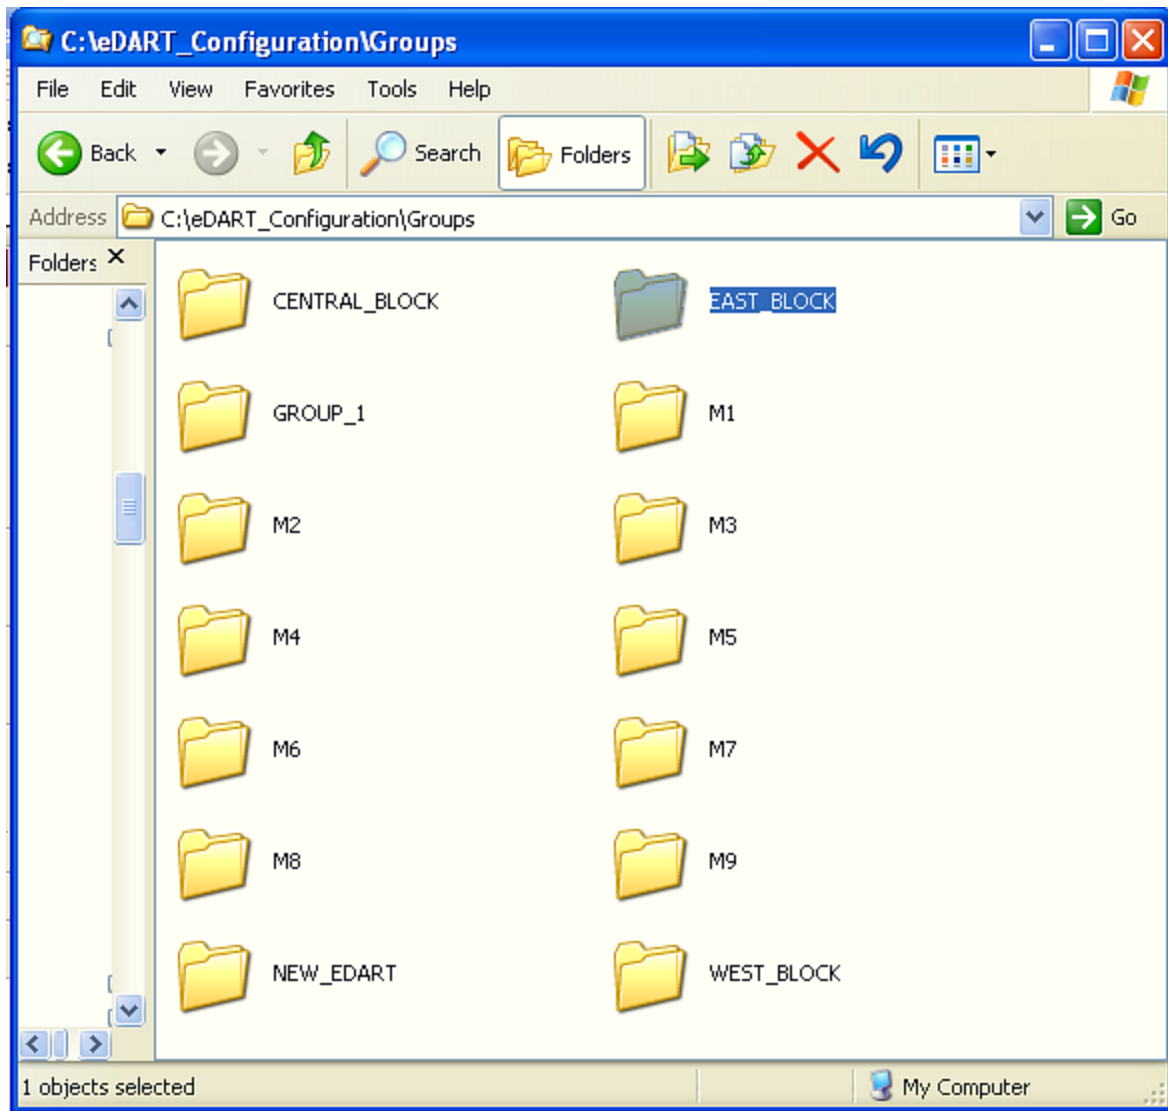 C:\eDART_Configuration\Groups
File Edit View Favorites Tools Help
Back Search Folders
Address C:\eDART_Configuration\Groups Go
Folders
CENTRAL_BLOCK EAST_BLOCK
GROUP_1 M1
M2 M3
M4 M5
M6 M7
M8 M9
NEW_EDART WEST_BLOCK
1 objects selected My Computer